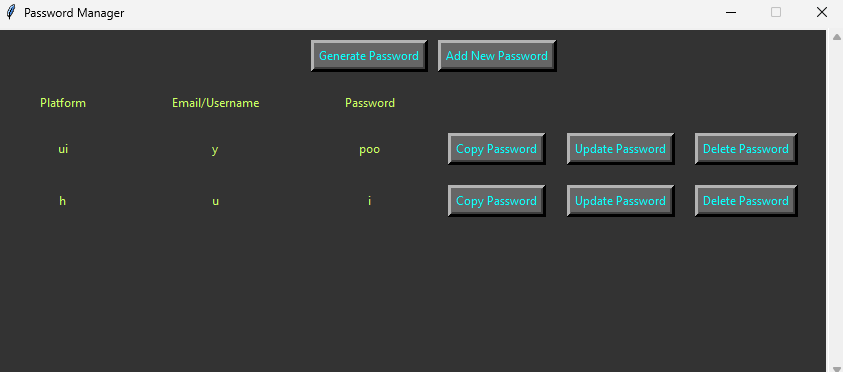 Password Manager
Generate Password Add New Password
Platform Email/Username Password
ui y poo Copy Password Update Password Delete Password
h u i Copy Password Update Password Delete Password